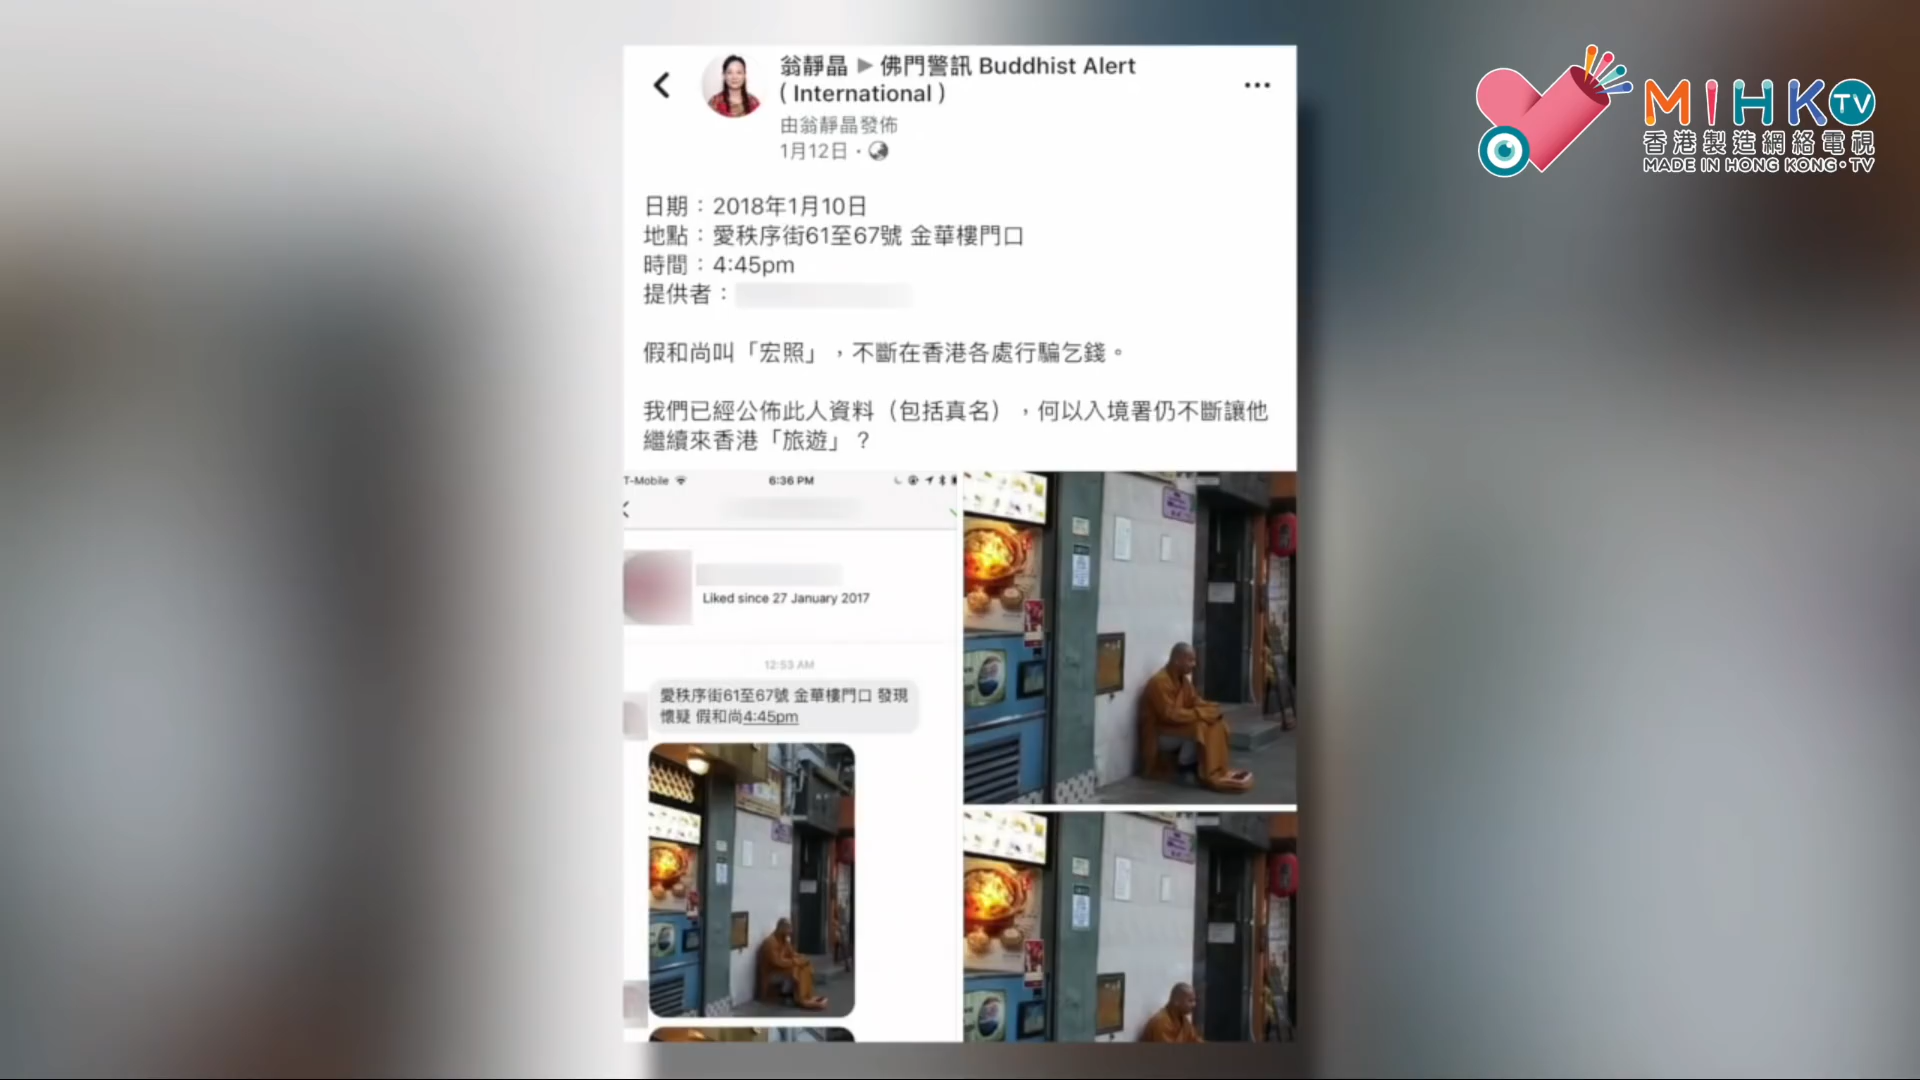 翁靜晶 ▶ 佛門警訊 Buddhist Alert
( International )
由翁靜晶發佈
1月12日 ·
MIHK TV
香港製造網絡電視
MADE IN HONG KONG • TV
日期：2018年1月10日
地點：愛秩序街61至67號 金華樓門口
時間：4:45pm
提供者：
假和尚叫「宏照」，不斷在香港各處行騙乞錢。
我們已經公佈此人資料（包括真名），何以入境署仍不斷讓他
繼續來香港「旅遊」？
T-Mobile
6:36 PM
Liked since 27 January 2017
12:53 AM
愛秩序街61至67號 金華樓門口 發現
懷疑 假和尚4:45pm